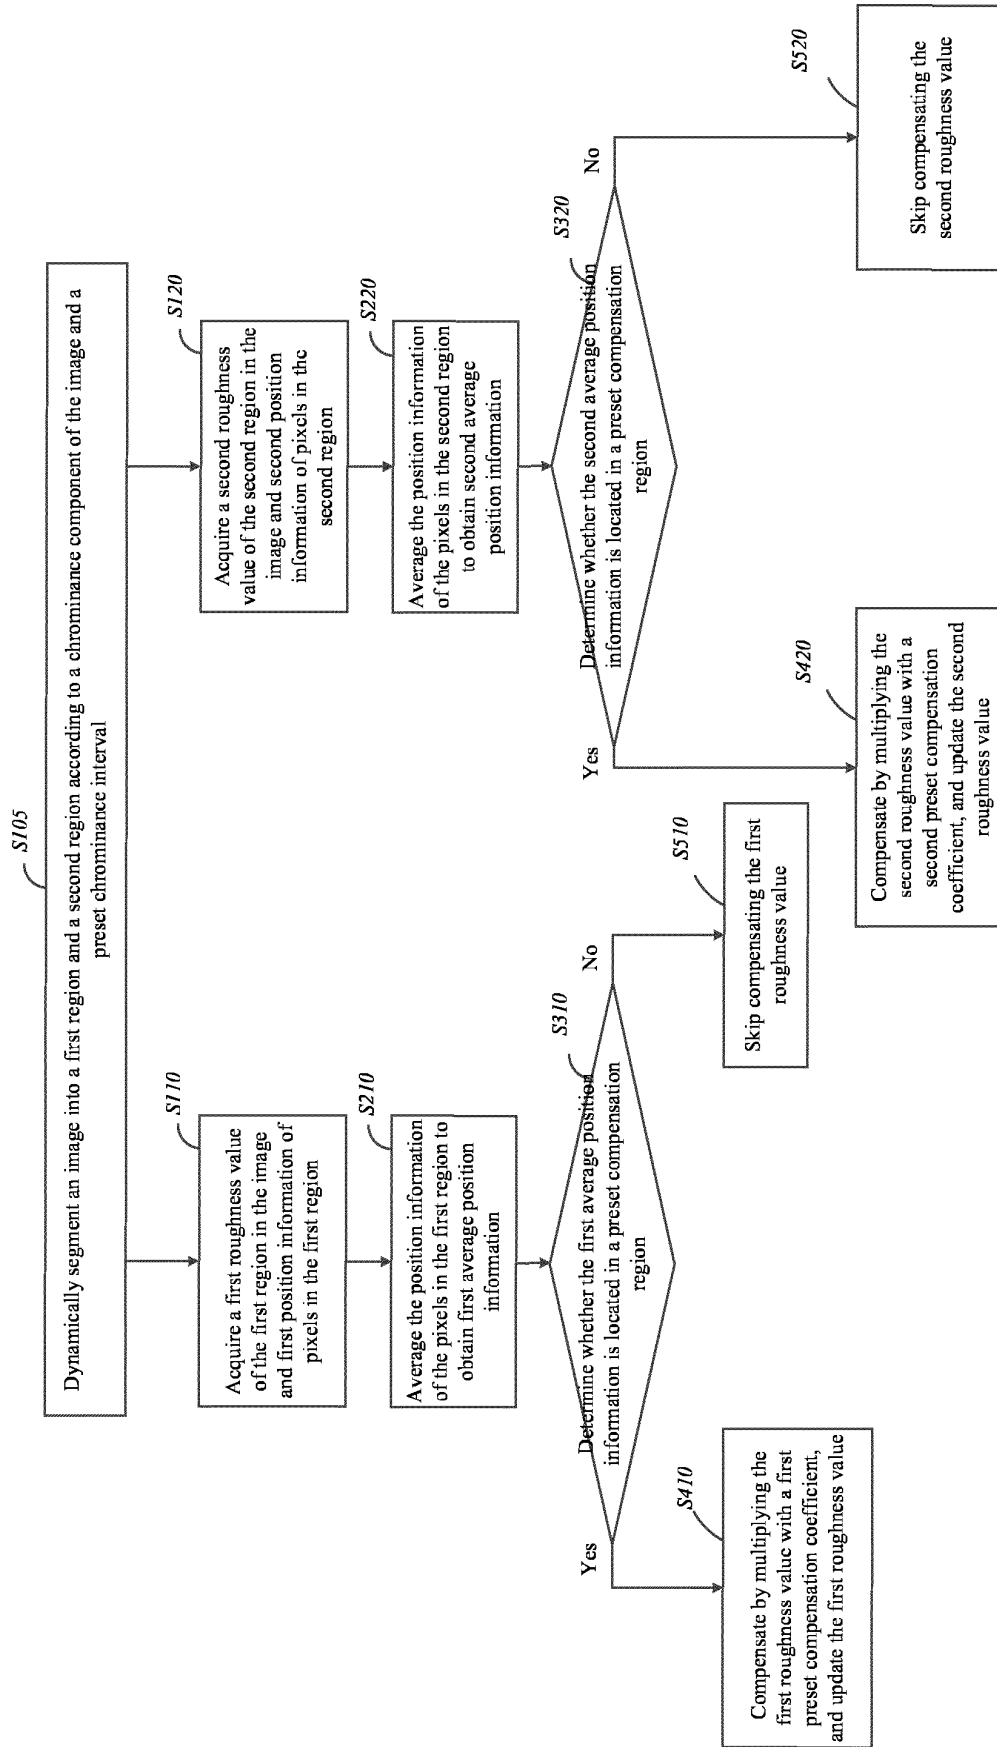 S105
Dynamically segment an image into a first region and a second region according to a chrominance component of the image and a
preset chrominance interval
S110
Acquire a first roughness value
of the first region in the image
and first position information of
pixels in the first region
S120
Acquire a second roughness
value of the second region in the
image and second position
information of pixels in the
second region
S210
Average the position information
of the pixels in the first region to
obtain first average position
information
S220
Average the position information
of the pixels in the second region
to obtain second average
position information
S310
Determine whether the first average position
information is located in a preset compensation
region
Yes
No
S320
Determine whether the second average position
information is located in a preset compensation
region
Yes
No
S410
Compensate by multiplying the
first roughness value with a first
preset compensation coefficient,
and update the first roughness value
S510
Skip compensating the first
roughness value
S420
Compensate by multiplying the
second roughness value with a
second preset compensation
coefficient, and update the second
roughness value
S520
Skip compensating the
second roughness value